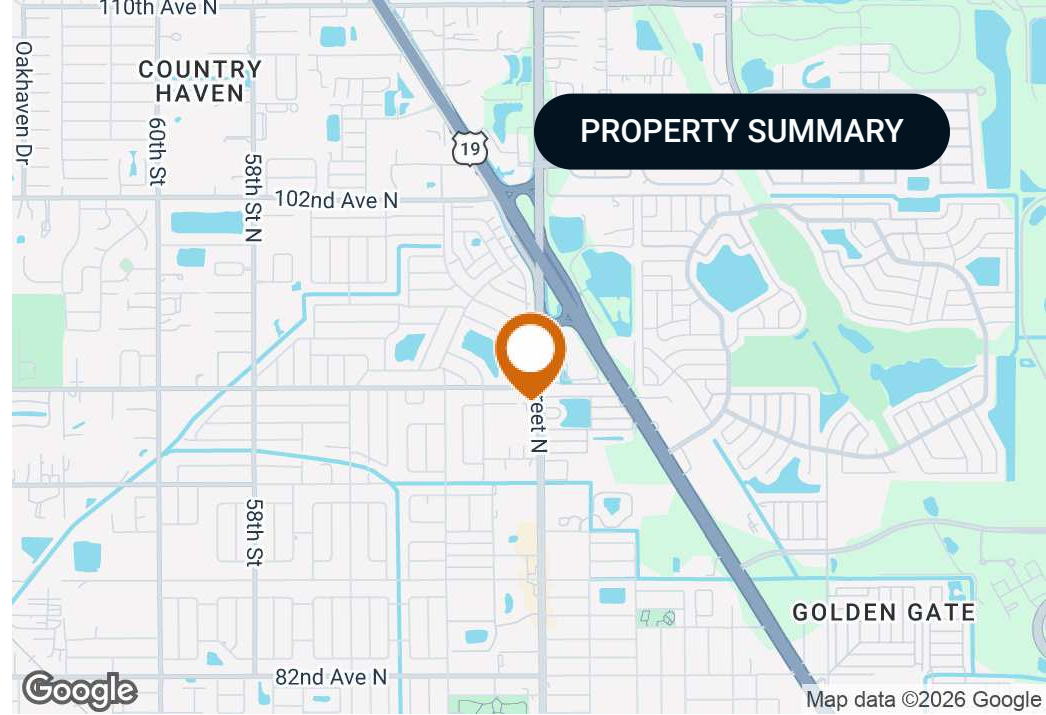 110th Ave N
Oakhaven Dr
COUNTRY
HAVEN
60th St
58th St N
19
102nd Ave N
PROPERTY SUMMARY
reet N
58th St
GOLDEN GATE
82nd Ave N
Google
Map data ©2026 Google